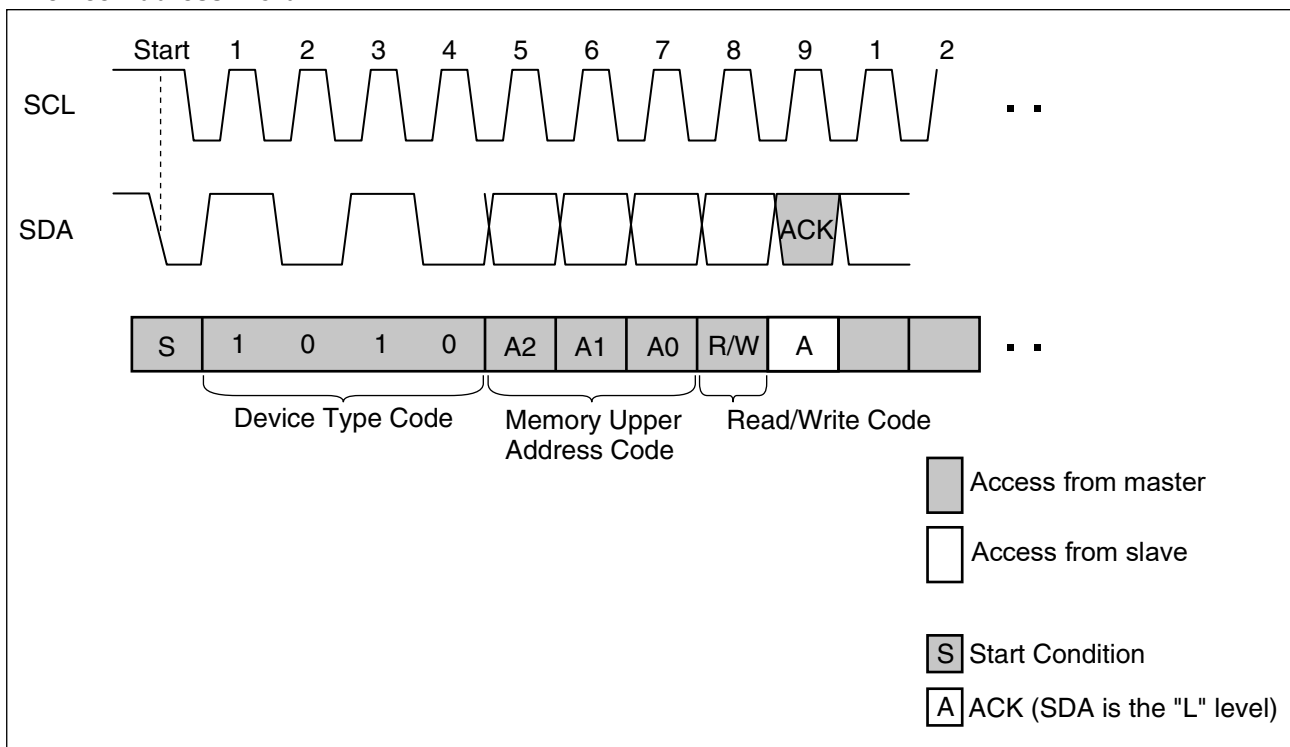 Start 1 2 3 4 5 6 7 8 9 1 2
SCL
SDA
ACK
S 1 0 1 0 A2 A1 A0 R/W A
Device Type Code
Memory Upper
Address Code
Read/Write Code
Access from master
Access from slave
S Start Condition
A ACK (SDA is the "L" level)